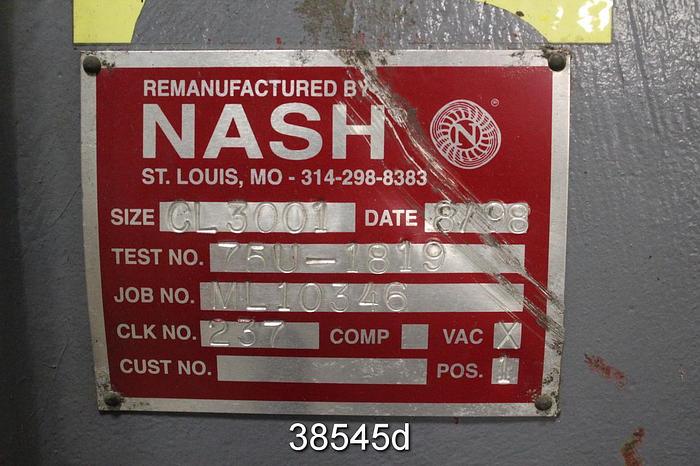 REMANUFACTURED BY
NASH
N ®
ST. LOUIS, MO - 314-298-8383
SIZE CL3001 DATE 8/98
TEST NO. 75U-1819
JOB NO. ML10346
CLK NO. 237 COMP VAC X
CUST NO. POS. 1
38545d